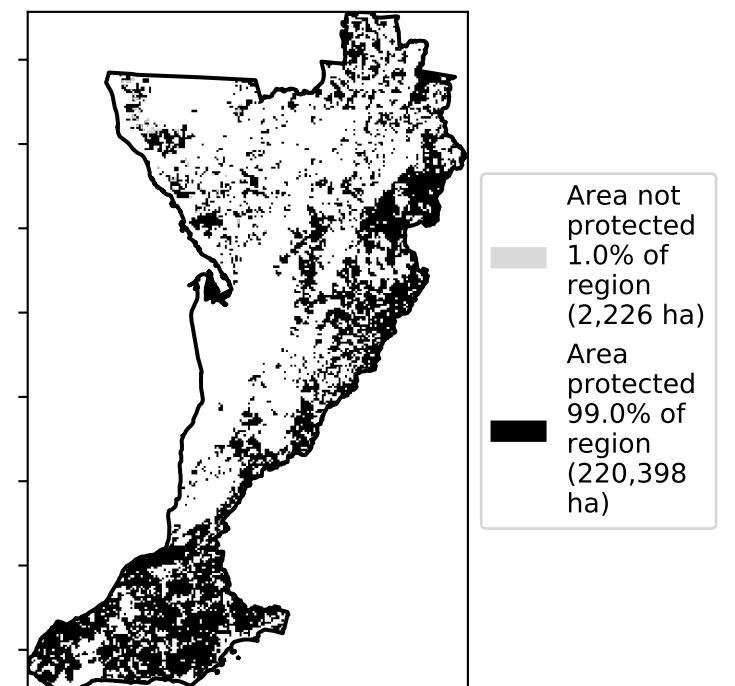 Area not
protected
1.0% of
region
(2,226 ha)
Area
protected
99.0% of
region
(220,398
ha)